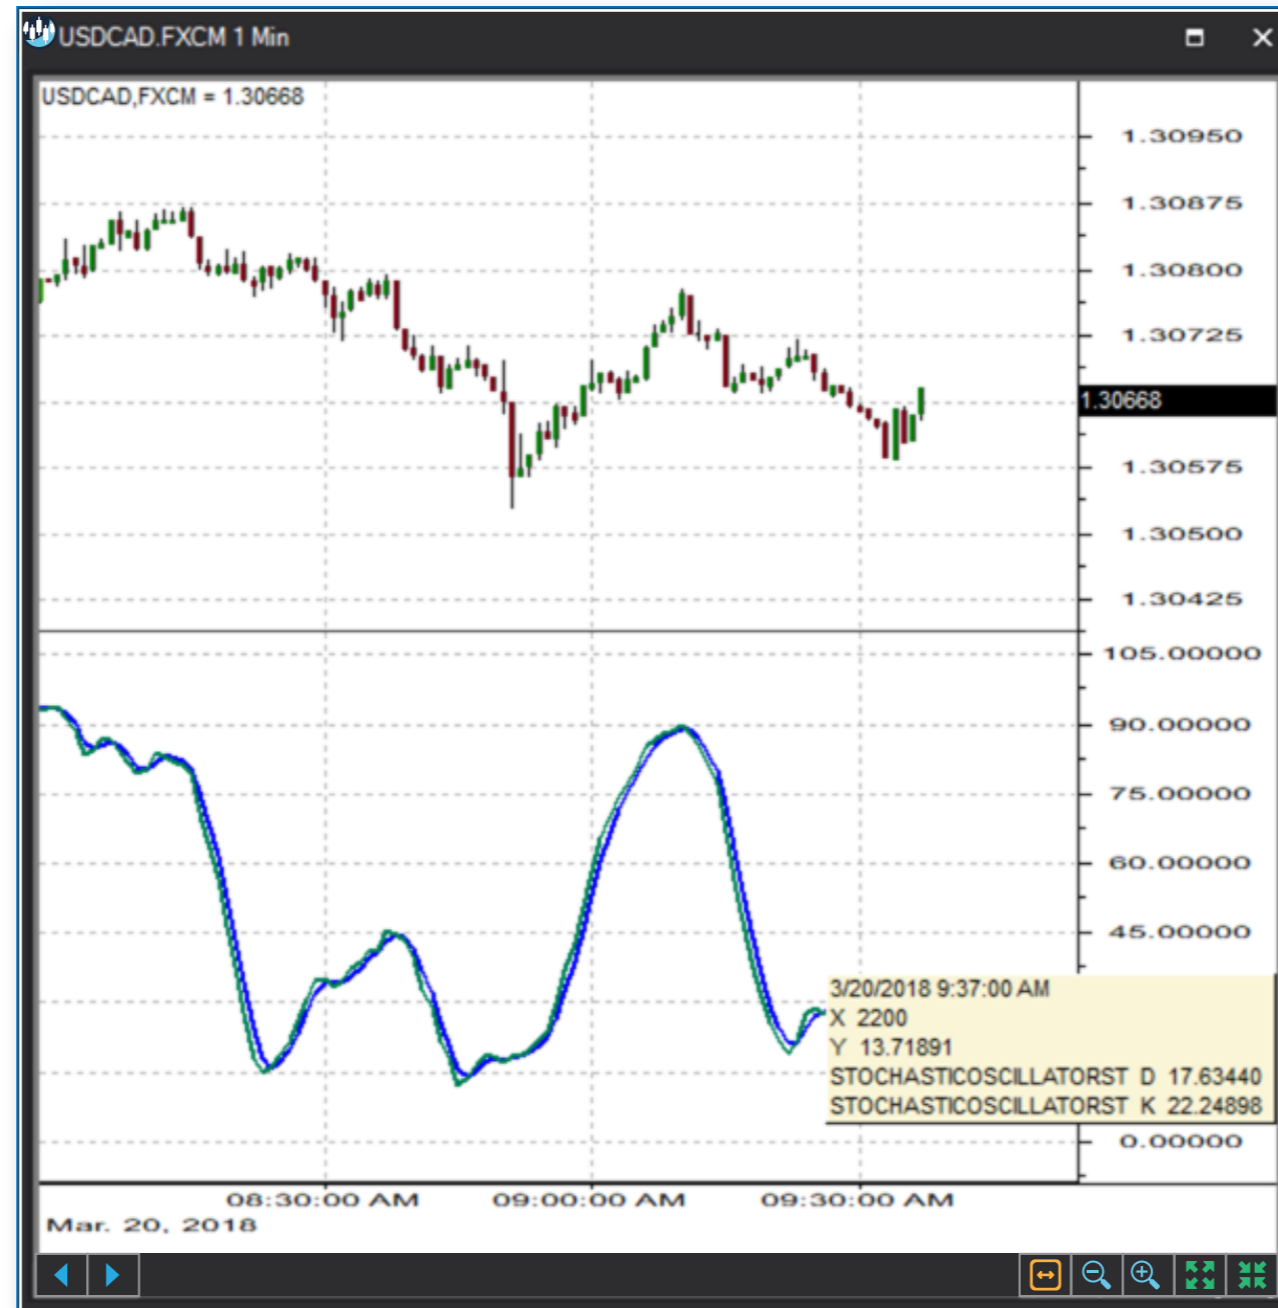 USDCAD.FXCM 1 Min
USDCAD,FXCM = 1.30668
1.30950
1.30875
1.30800
1.30725
1.30668
1.30575
1.30500
1.30425
105.00000
90.00000
75.00000
60.00000
45.00000
3/20/2018 9:37:00 AM
X 2200
Y 13.71891
STOCHASTICOSCILLATORST D 17.63440
STOCHASTICOSCILLATORST K 22.24898
0.00000
08:30:00 AM 09:00:00 AM 09:30:00 AM
Mar. 20, 2018